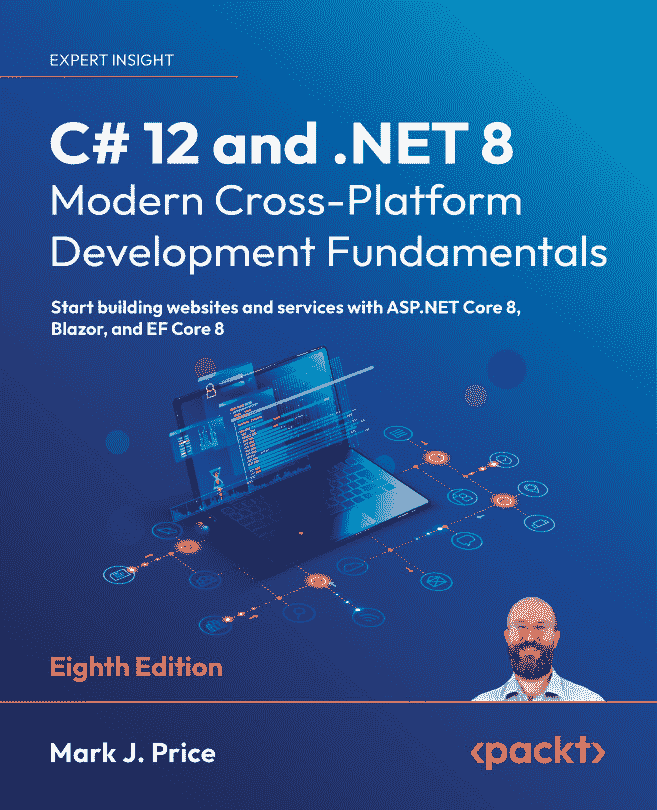 EXPERT INSIGHT
C# 12 and .NET 8
Modern Cross-Platform
Development Fundamentals
Start building websites and services with ASP.NET Core 8,
Blazor, and EF Core 8
Eighth Edition
Mark J. Price
<packt>